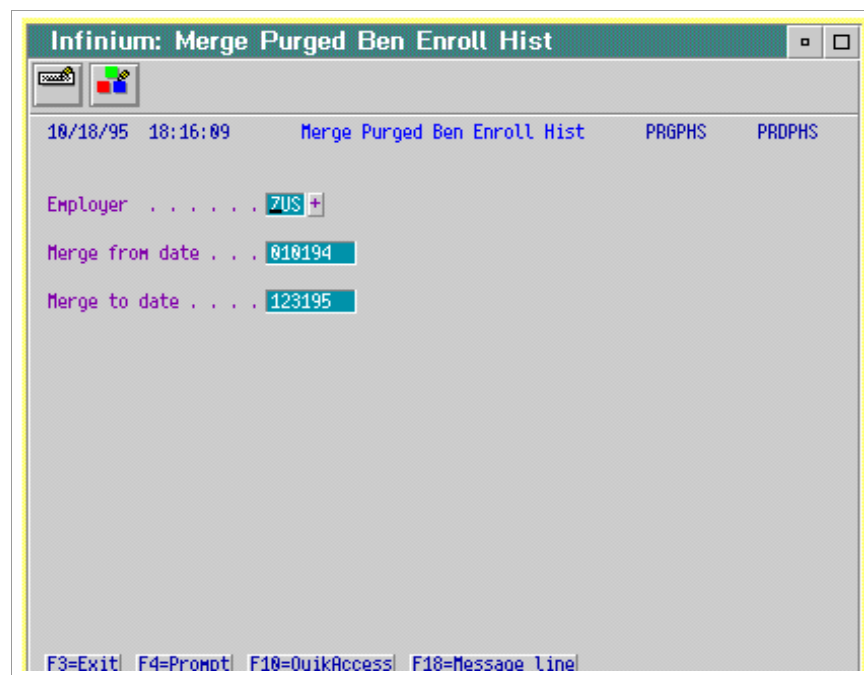 Infinium: Merge Purged Ben Enroll Hist
10/18/95 18:16:09 Merge Purged Ben Enroll Hist PRGPHS PRDPHS
Employer . . . . . . ZUS +
Merge from date . . . 010194
Merge to date . . . . 123195
F3=Exit F4=Prompt F10=QuikAccess F18=Message line